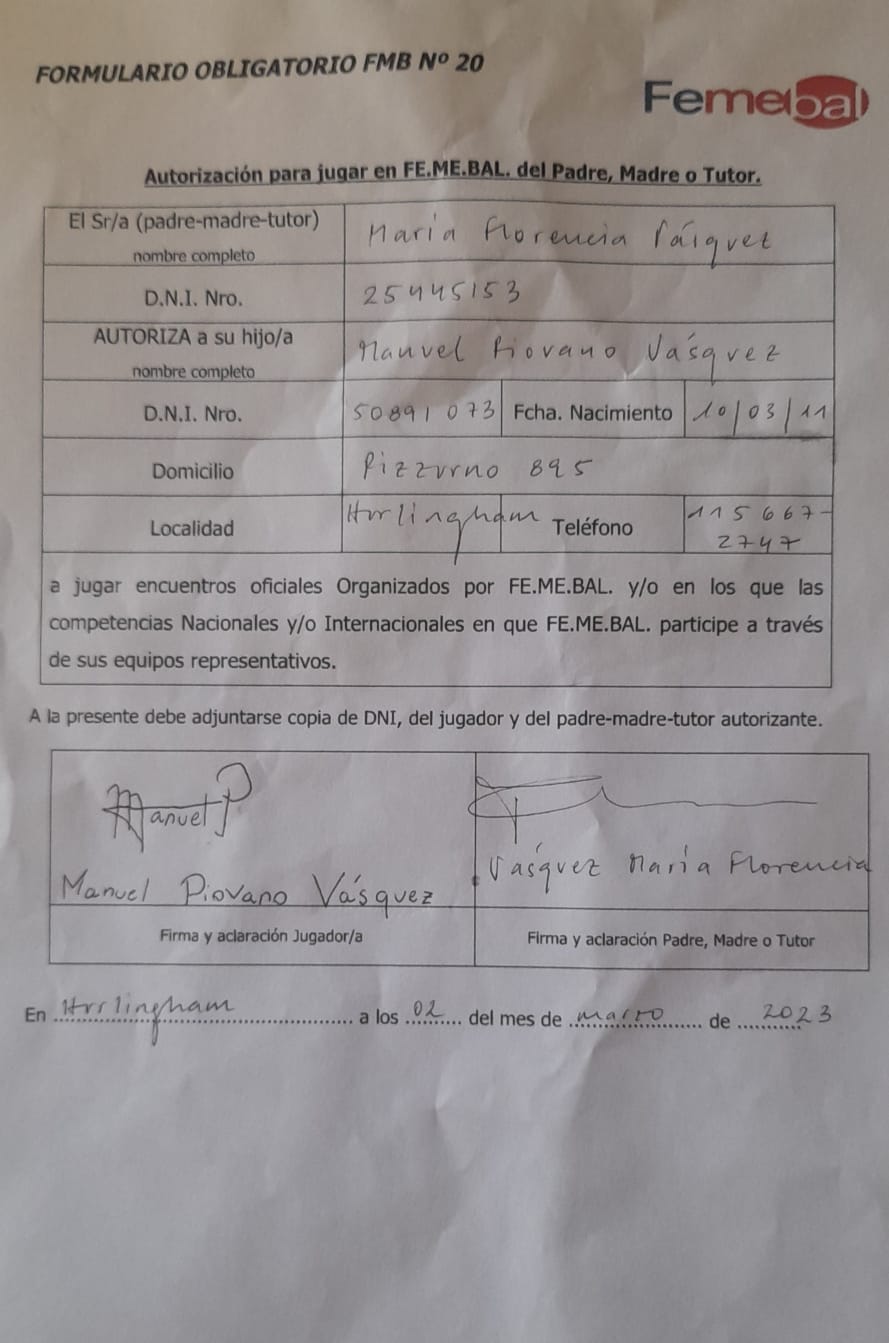 FORMULARIO OBLIGATORIO FMB Nº 20
Femebal
Autorización para jugar en FE.ME.BAL. del Padre, Madre o Tutor.
El Sr/a (padre-madre-tutor)
nombre completo
María Florencia Vásquez
D.N.I. Nro.
25445153
AUTORIZA a su hijo/a
nombre completo
Manuel Piovano Vásquez
D.N.I. Nro.
50891073
Fcha. Nacimiento
10/03/11
Domicilio
Pizzurno 895
Localidad
Hurlingham
Teléfono
115667-
2747
a jugar encuentros oficiales Organizados por FE.ME.BAL. y/o en los que las
competencias Nacionales y/o Internacionales en que FE.ME.BAL. participe a través
de sus equipos representativos.
A la presente debe adjuntarse copia de DNI, del jugador y del padre-madre-tutor autorizante.
Manuel P
Manuel Piovano Vásquez
Vásquez María Florencia
Firma y aclaración Jugador/a
Firma y aclaración Padre, Madre o Tutor
En Hurlingham a los 02 del mes de marzo de 2023